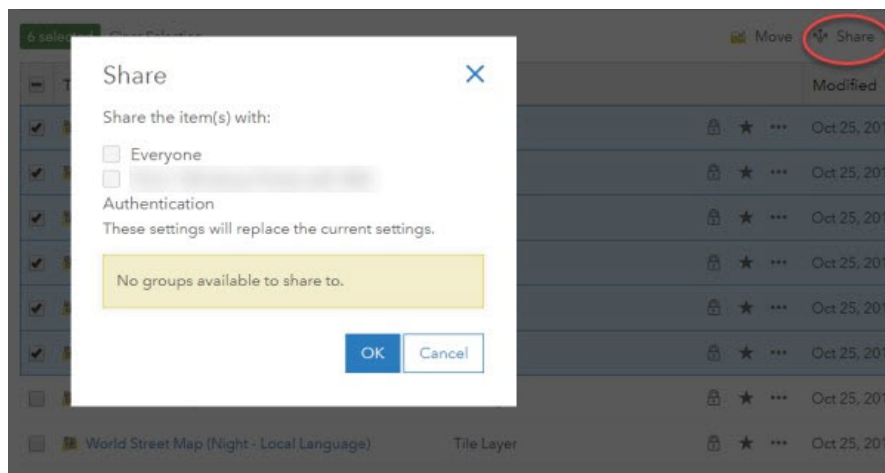 6 selected Clear Selection Move Share
Share
Share the item(s) with:
Modified
Everyone
Oct 25, 201
Oct 25, 201
Authentication
These settings will replace the current settings.
Oct 25, 201
No groups available to share to.
Oct 25, 201
Oct 25, 201
OK Cancel
Oct 25, 201
Oct 25, 201
World Street Map (Night - Local Language) Tile Layer Oct 25, 201